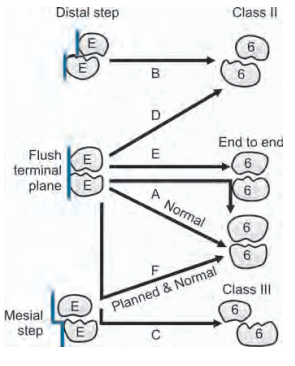 Distal step
Class II
E
E
6
6
B
D
End to end
E
Flush
terminal
plane
E
E
6
6
A
Normal
6
6
F
Planned & Normal
Class III
Mesial
step
E
E
6
6
C